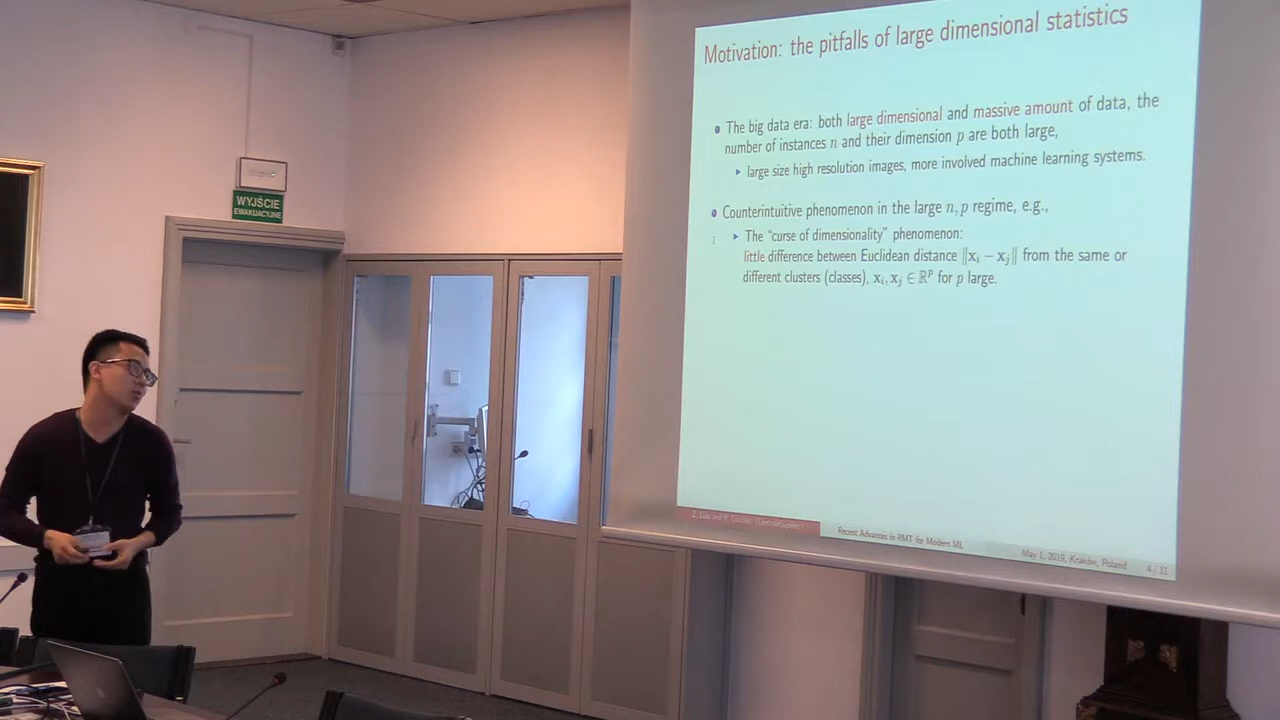 Motivation: the pitfalls of large dimensional statistics
The big data era: both large dimensional and massive amount of data, the
number of instances n and their dimension p are both large,
large size high resolution images, more involved machine learning systems.
Counterintuitive phenomenon in the large n, p regime, e.g.,
The “curse of dimensionality” phenomenon:
little difference between Euclidean distance ‖xᵢ − xⱼ‖ from the same or
different clusters (classes), xᵢ, xⱼ ∈ ℝᵖ for p large.
Z. Liao and R. Couillet (CentraleSupélec)
Recent Advances in RMT for Modern ML
May 1, 2019, Kraków, Poland
4 / 31
WYJŚCIE
EWAKUACYJNE